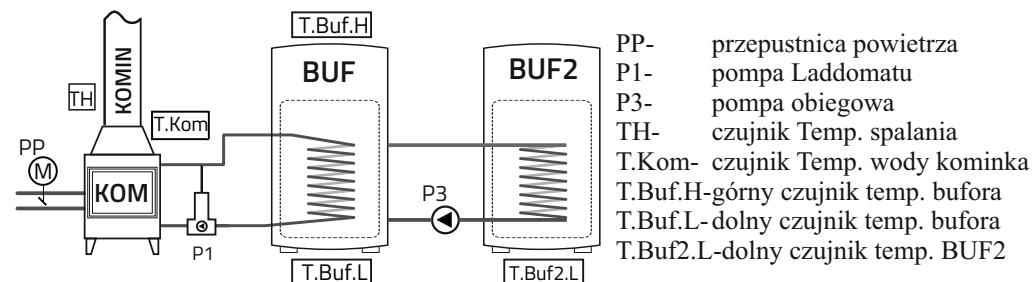 T.Buf.H
BUF
BUF2
KOMIN
TH
T.Kom
PP
M
KOM
P3
P1
T.Buf.L
T.Buf2.L
PP- przepustnica powietrza
P1- pompa Laddomatu
P3- pompa obiegowa
TH- czujnik Temp. spalania
T.Kom- czujnik Temp. wody kominka
T.Buf.H-górny czujnik temp. bufora
T.Buf.L-dolny czujnik temp. bufora
T.Buf2.L-dolny czujnik temp. BUF2